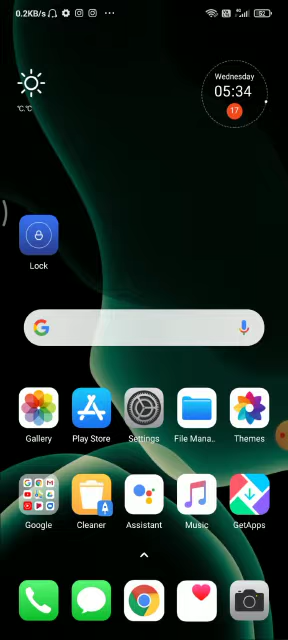 0.2KB/s
Wednesday
05:34
17
°C.°C
Lock
Gallery
Play Store
Settings
File Mana..
Themes
Google
Cleaner
Assistant
Music
GetApps